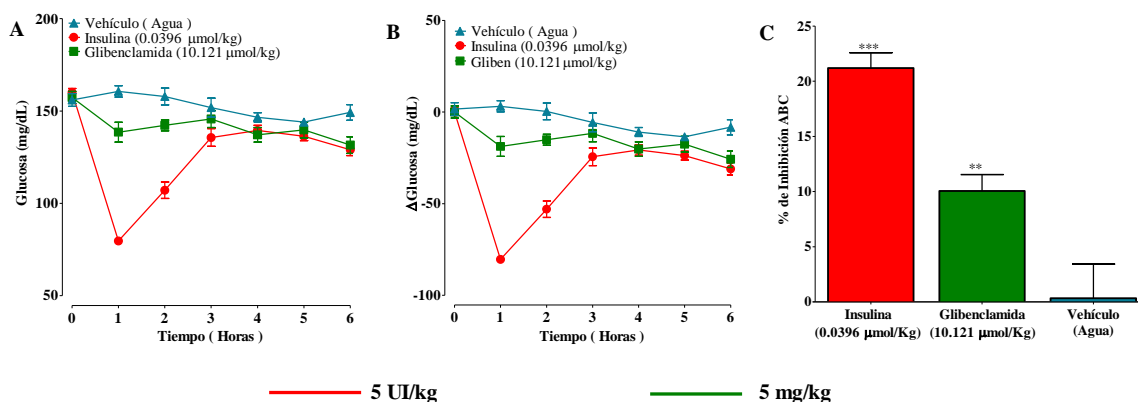 A
Vehículo ( Agua )
Insulina (0.0396 µmol/kg)
Glibenclamida (10.121 µmol/kg)
Glucosa (mg/dL)
200
150
100
50
0 1 2 3 4 5 6
Tiempo ( Horas )
B
Vehículo ( Agua )
Insulina (0.0396 µmol/kg)
Gliben (10.121 µmol/kg)
ΔGlucosa (mg/dL)
50
0
-50
-100
0 1 2 3 4 5 6
Tiempo ( Horas )
C
% de Inhibición ABC
25
20
15
10
5
0
***
**
Insulina
(0.0396 µmol/Kg)
Glibenclamida
(10.121 µmol/Kg)
Vehículo
(Agua)
5 UI/kg
5 mg/kg